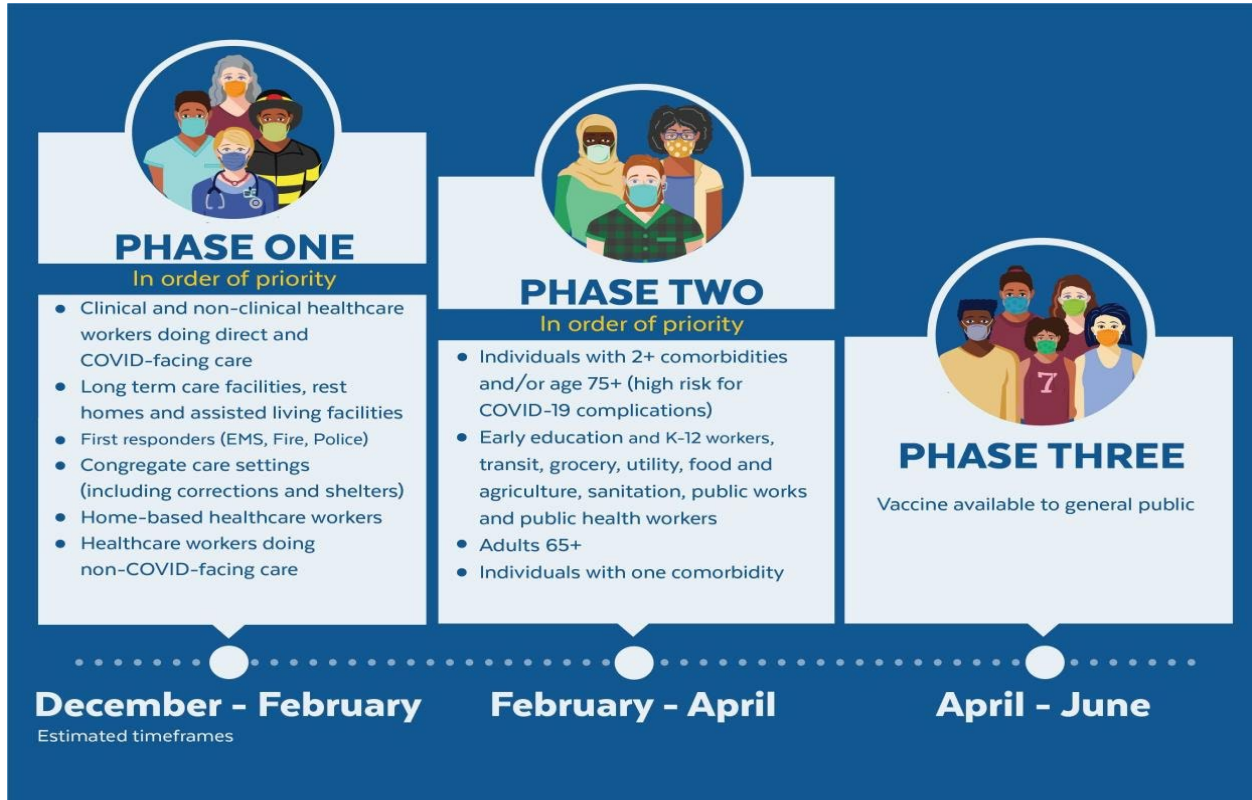 PHASE ONE
In order of priority
• Clinical and non-clinical healthcare
workers doing direct and
COVID-facing care
• Long term care facilities, rest
homes and assisted living facilities
• First responders (EMS, Fire, Police)
• Congregate care settings
(including corrections and shelters)
• Home-based healthcare workers
• Healthcare workers doing
non-COVID-facing care
December - February
Estimated timeframes
PHASE TWO
In order of priority
• Individuals with 2+ comorbidities
and/or age 75+ (high risk for
COVID-19 complications)
• Early education and K-12 workers,
transit, grocery, utility, food and
agriculture, sanitation, public works
and public health workers
• Adults 65+
• Individuals with one comorbidity
February - April
7
PHASE THREE
Vaccine available to general public
April - June